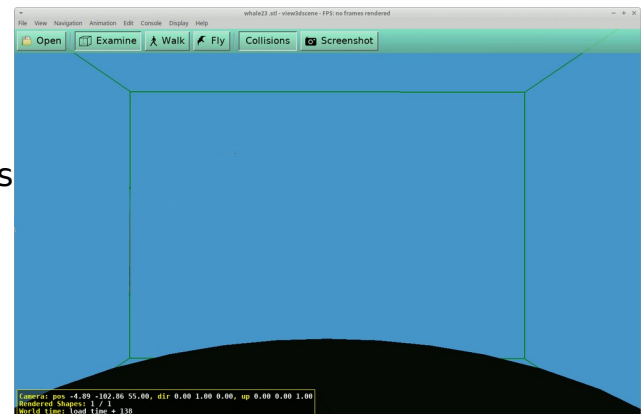 whale23 .stl - view3dscene - FPS: no frames rendered
File View Navigation Animation Edit Console Display Help
Open Examine Walk Fly Collisions Screenshot
s
Camera: pos -4.89 -102.86 55.00, dir 0.00 1.00 0.00, up 0.00 0.00 1.00
Rendered Shapes: 1 / 1
World time: load time + 138